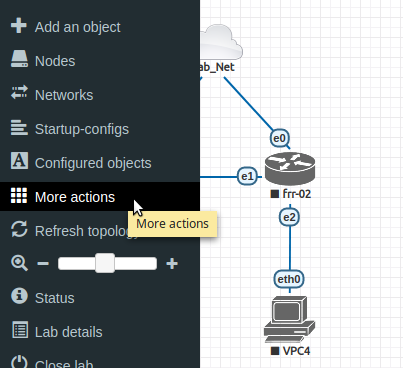 Add an object
Nodes
Networks
Startup-configs
Configured objects
More actions
Refresh topology
More actions
Status
Lab details
Close lab
ab_Net
e0
e1
frr-02
e2
eth0
VPC4